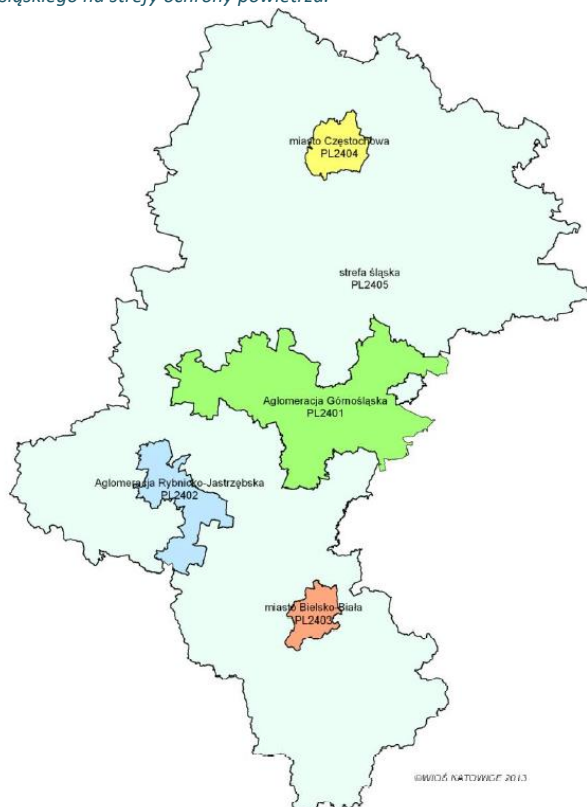 śląskiego na strefy ochrony powietrza.
miasto Częstochowa
PL2404
strefa śląska
PL2405
Aglomeracja Górnośląska
PL2401
Aglomeracja Rybnicko-Jastrzębska
PL2402
miasto Bielsko-Biała
PL2403
©WIOŚ KATOWICE 2013